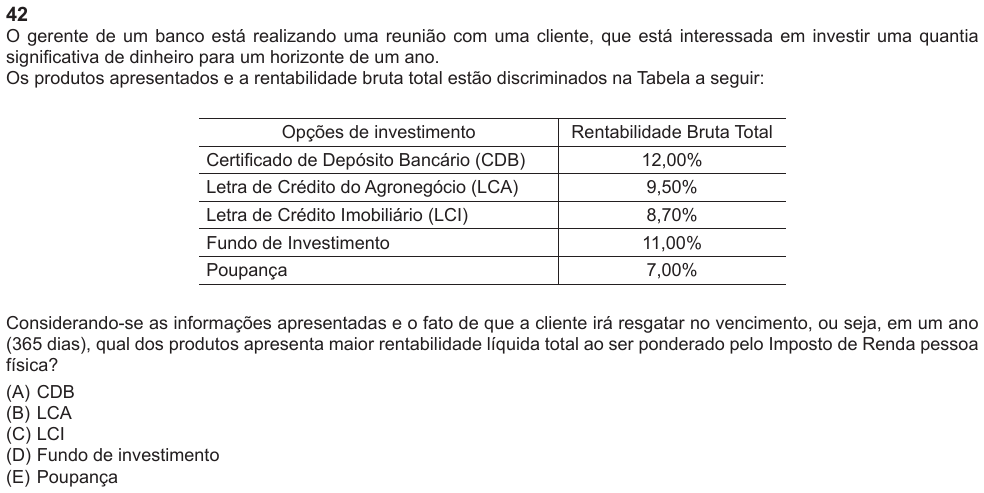 42
O gerente de um banco está realizando uma reunião com uma cliente, que está interessada em investir uma quantia
significativa de dinheiro para um horizonte de um ano.
Os produtos apresentados e a rentabilidade bruta total estão discriminados na Tabela a seguir:
Opções de investimento Rentabilidade Bruta Total
Certificado de Depósito Bancário (CDB) 12,00%
Letra de Crédito do Agronegócio (LCA) 9,50%
Letra de Crédito Imobiliário (LCI) 8,70%
Fundo de Investimento 11,00%
Poupança 7,00%
Considerando-se as informações apresentadas e o fato de que a cliente irá resgatar no vencimento, ou seja, em um ano
(365 dias), qual dos produtos apresenta maior rentabilidade líquida total ao ser ponderado pelo Imposto de Renda pessoa
física?
(A) CDB
(B) LCA
(C) LCI
(D) Fundo de investimento
(E) Poupança